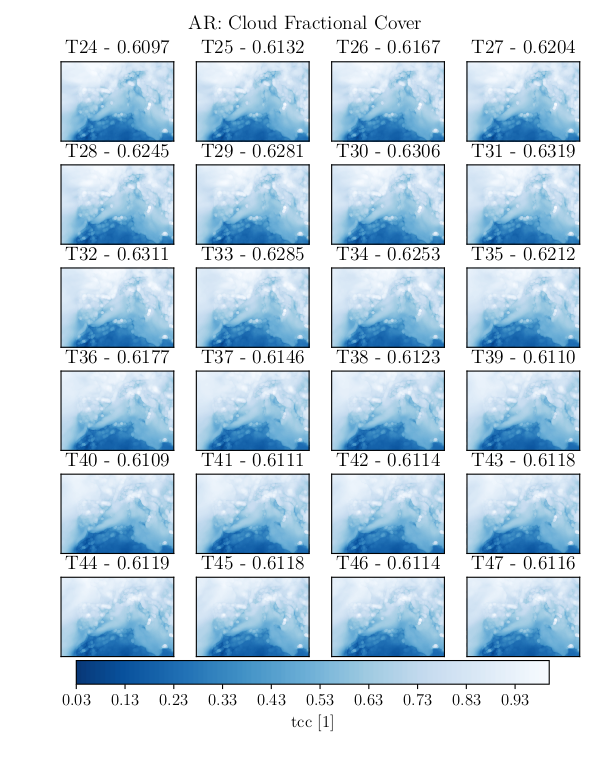 AR: Cloud Fractional Cover
T24 - 0.6097 T25 - 0.6132 T26 - 0.6167 T27 - 0.6204
T28 - 0.6245 T29 - 0.6281 T30 - 0.6306 T31 - 0.6319
T32 - 0.6311 T33 - 0.6285 T34 - 0.6253 T35 - 0.6212
T36 - 0.6177 T37 - 0.6146 T38 - 0.6123 T39 - 0.6110
T40 - 0.6109 T41 - 0.6111 T42 - 0.6114 T43 - 0.6118
T44 - 0.6119 T45 - 0.6118 T46 - 0.6114 T47 - 0.6116
0.03 0.13 0.23 0.33 0.43 0.53 0.63 0.73 0.83 0.93
tcc [1]